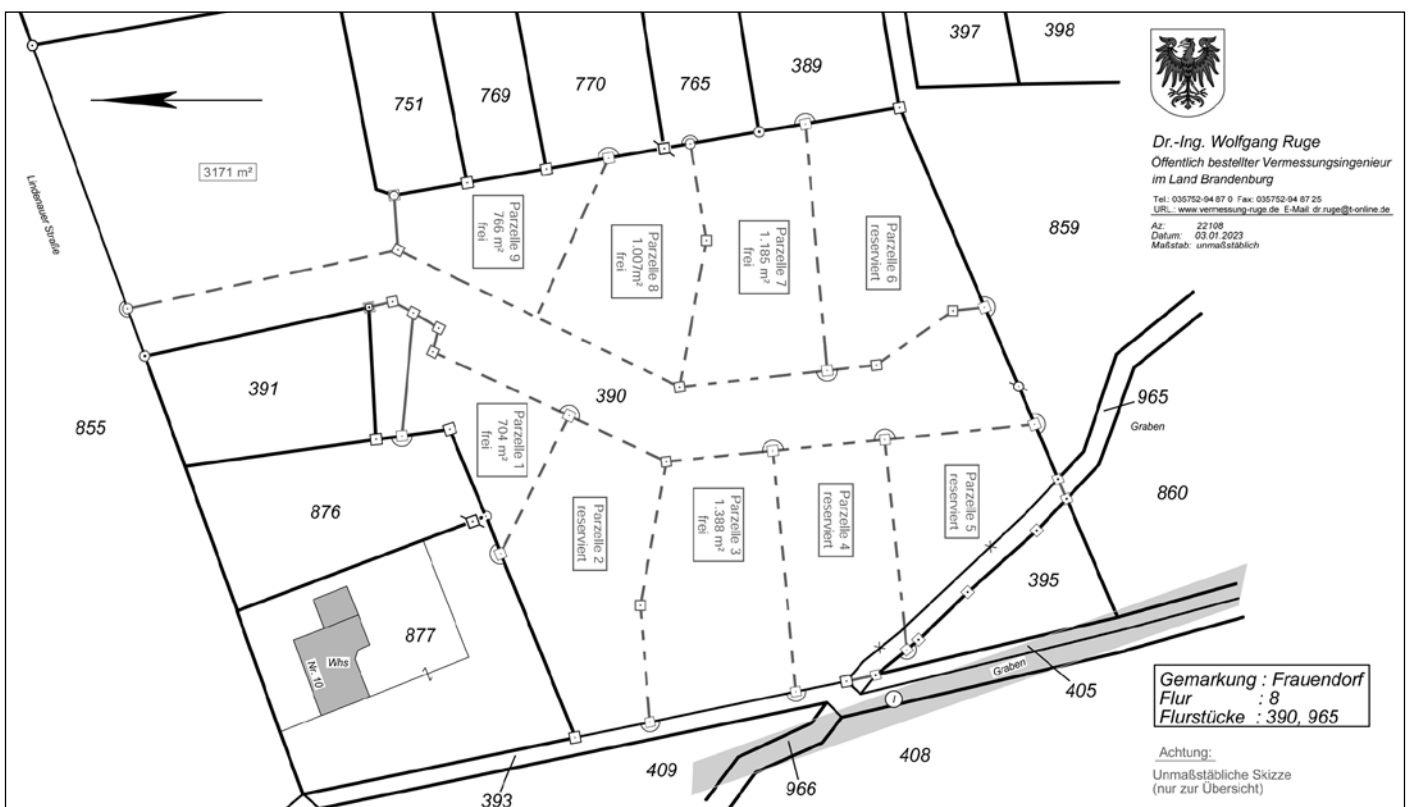 397
398
751
769
770
765
389
3171 m²
Lindenauer Straße
Dr.-Ing. Wolfgang Ruge
Öffentlich bestellter Vermessungsingenieur
im Land Brandenburg
Tel.: 035752-94 87 0 Fax: 035752-94 87 25
URL.: www.vermessung-ruge.de E-Mail dr.ruge@t-online.de
Az: 22108
Datum: 03.01.2023
Maßstab: unmaßstäblich
859
Parzelle 9
766 m²
frei
Parzelle 8
1.007m²
frei
Parzelle 7
1.185 m²
frei
Parzelle 6
reserviert
391
390
855
965
Graben
860
Parzelle 1
704 m²
frei
Parzelle 2
reserviert
Parzelle 3
1.388 m²
frei
Parzelle 4
reserviert
Parzelle 5
reserviert
876
395
877
Whs
Nr. 10
Graben
405
I
Gemarkung : Frauendorf
Flur : 8
Flurstücke : 390, 965
408
409
966
393
Achtung:
Unmaßstäbliche Skizze
(nur zur Übersicht)